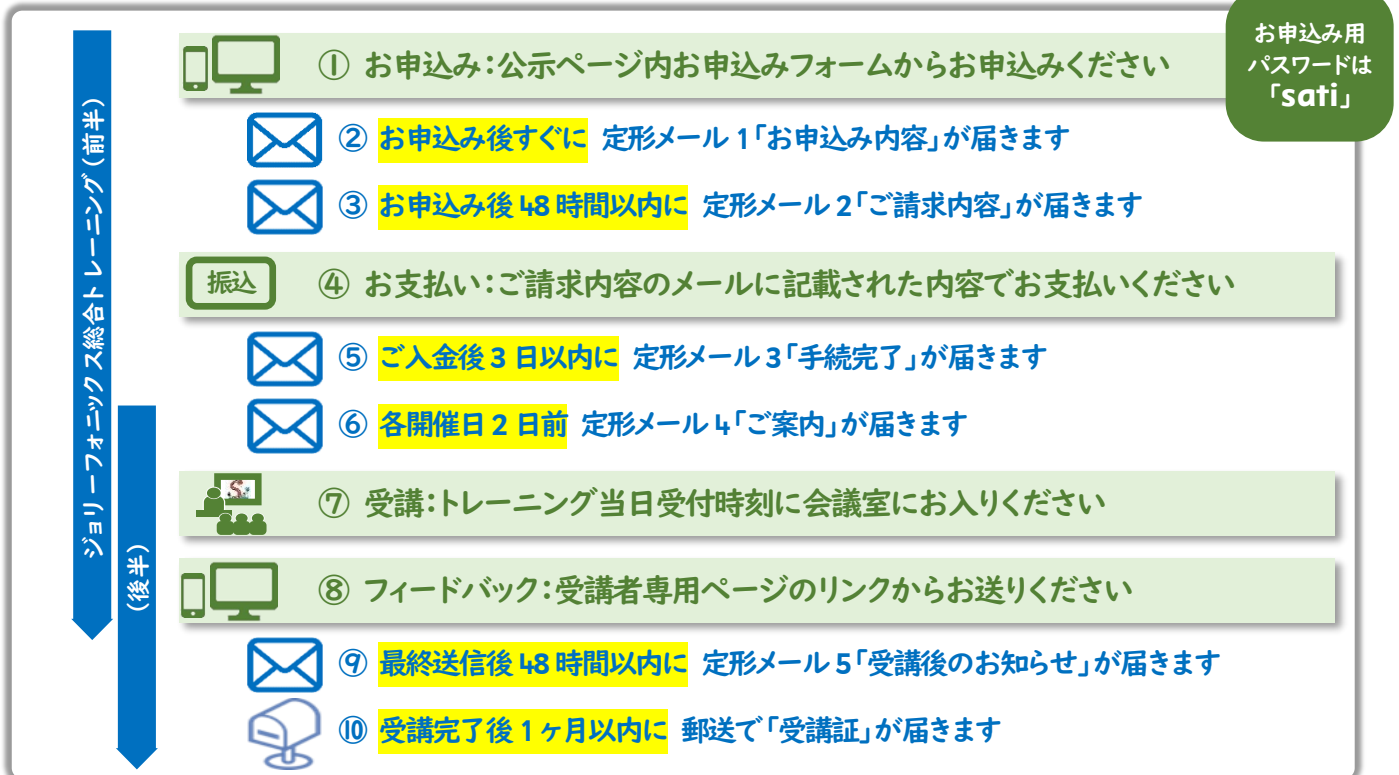 お申込み用
パスワードは
「sati」
ジョリーフォニックス総合トレーニング(前半)
(後半)
① お申込み:公示ページ内お申込みフォームからお申込みください
② お申込み後すぐに 定形メール1「お申込み内容」が届きます
③ お申込み後48時間以内に 定形メール2「ご請求内容」が届きます
振込
④ お支払い:ご請求内容のメールに記載された内容でお支払いください
⑤ ご入金後3日以内に 定形メール3「手続完了」が届きます
⑥ 各開催日2日前 定形メール4「ご案内」が届きます
⑦ 受講:トレーニング当日受付時刻に会議室にお入りください
⑧ フィードバック:受講者専用ページのリンクからお送りください
⑨ 最終送信後48時間以内に 定形メール5「受講後のお知らせ」が届きます
⑩ 受講完了後1ヶ月以内に 郵送で「受講証」が届きます